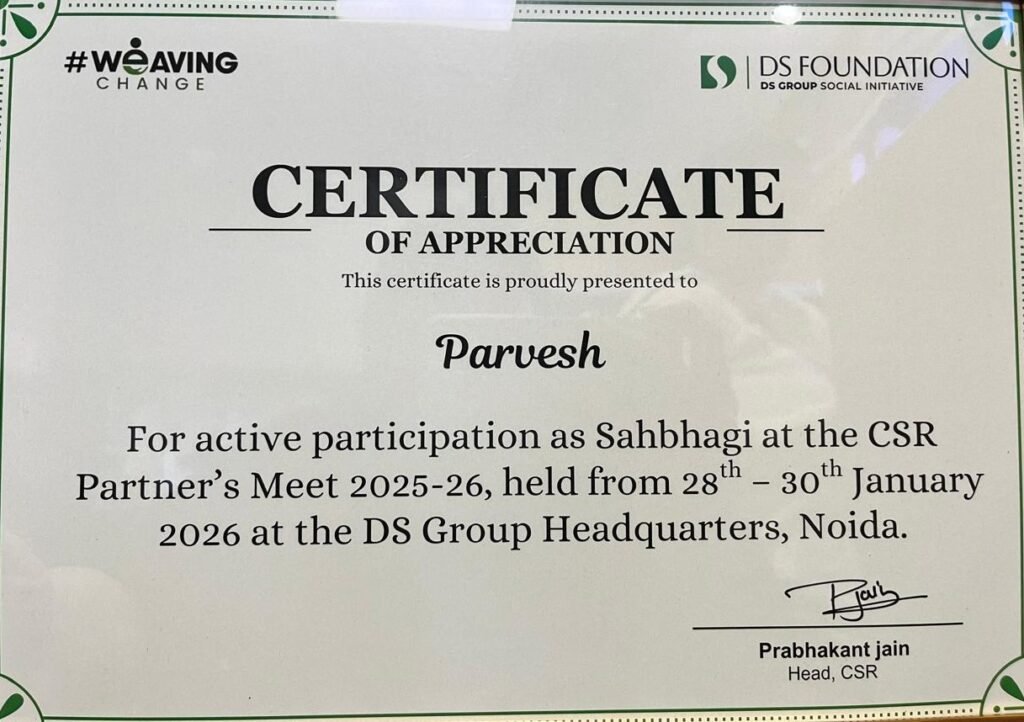 #WeAVING
CHANGE
DS FOUNDATION
DS GROUP SOCIAL INITIATIVE
CERTIFICATE
OF APPRECIATION
This certificate is proudly presented to
Parvesh
For active participation as Sahbhagi at the CSR
Partner’s Meet 2025-26, held from 28th – 30th January
2026 at the DS Group Headquarters, Noida.
PJain
Prabhakant jain
Head, CSR